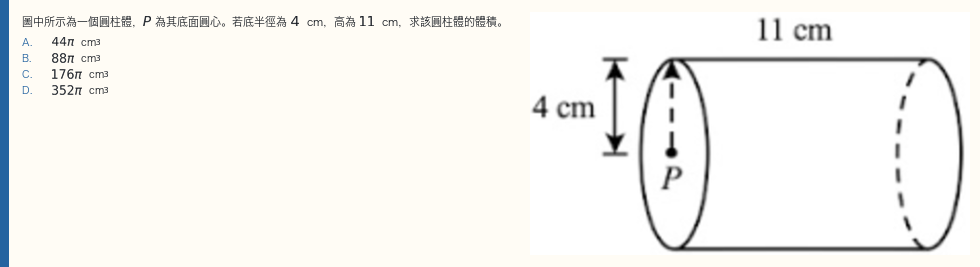 圖中所示為一個圓柱體，P 為其底面圓心。若底半徑為 4 cm，高為 11 cm，求該圓柱體的體積。
A. 44π cm³
B. 88π cm³
C. 176π cm³
D. 352π cm³
11 cm
4 cm
P